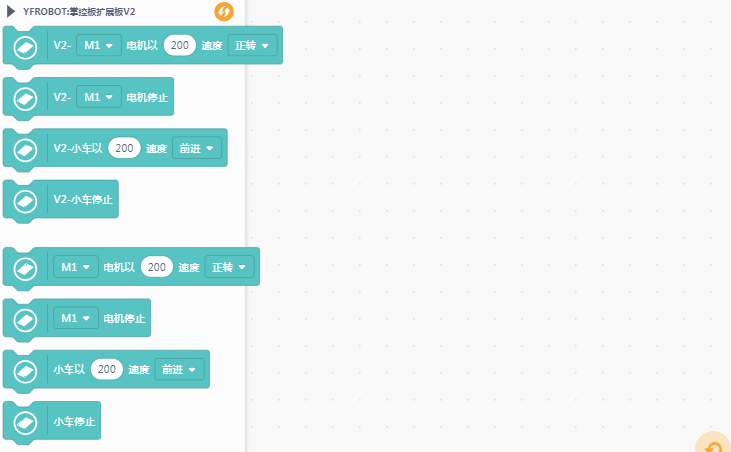 YFROBOT:掌控板扩展板V2
V2- M1 电机以 200 速度 正转
V2- M1 电机停止
V2-小车以 200 速度 前进
V2-小车停止
M1 电机以 200 速度 正转
M1 电机停止
小车以 200 速度 前进
小车停止